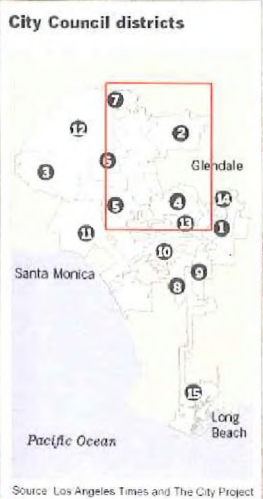 City Council districts
7
12
2
6
Glendale
3
5
4
14
13
1
11
10
Santa Monica
9
8
15
Long
Beach
Pacific Ocean
Source Los Angeles Times and The City Project